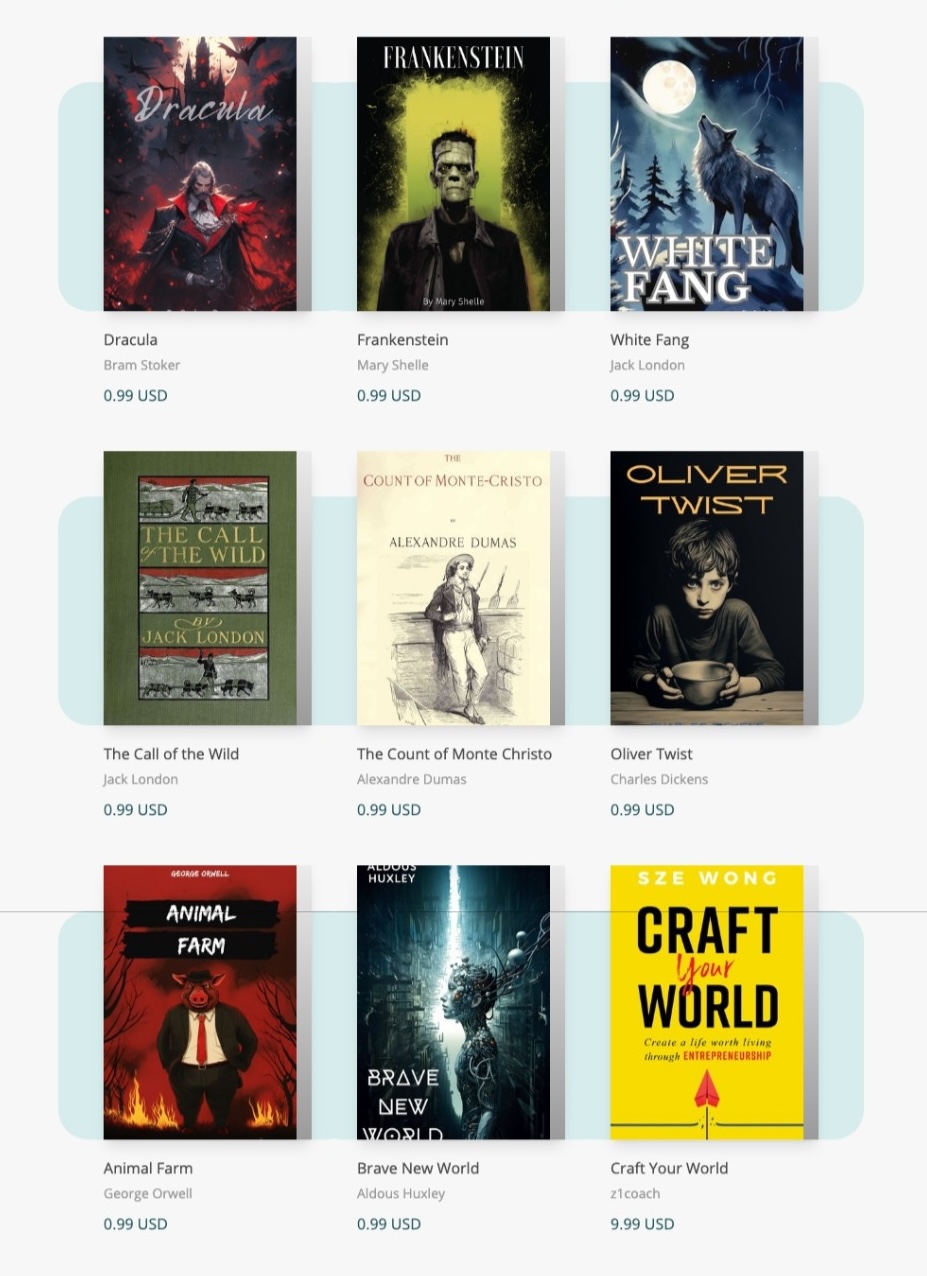 Dracula
FRANKENSTEIN
By Mary Shelle
WHITE
FANG
Dracula
Frankenstein
White Fang
Bram Stoker
Mary Shelle
Jack London
0.99 USD
0.99 USD
0.99 USD
THE CALL
of THE WILD
BY
JACK LONDON
THE
COUNT OF MONTE-CRISTO
BY
ALEXANDRE DUMAS
OLIVER
TWIST
The Call of the Wild
The Count of Monte Christo
Oliver Twist
Jack London
Alexandre Dumas
Charles Dickens
0.99 USD
0.99 USD
0.99 USD
GEORGE ORWELL
ANIMAL
FARM
ALDOUS
HUXLEY
BRAVE
NEW
WORLD
SZE WONG
CRAFT
Your
WORLD
Create a life worth living
through ENTREPRENEURSHIP
Animal Farm
Brave New World
Craft Your World
George Orwell
Aldous Huxley
z1coach
0.99 USD
0.99 USD
9.99 USD